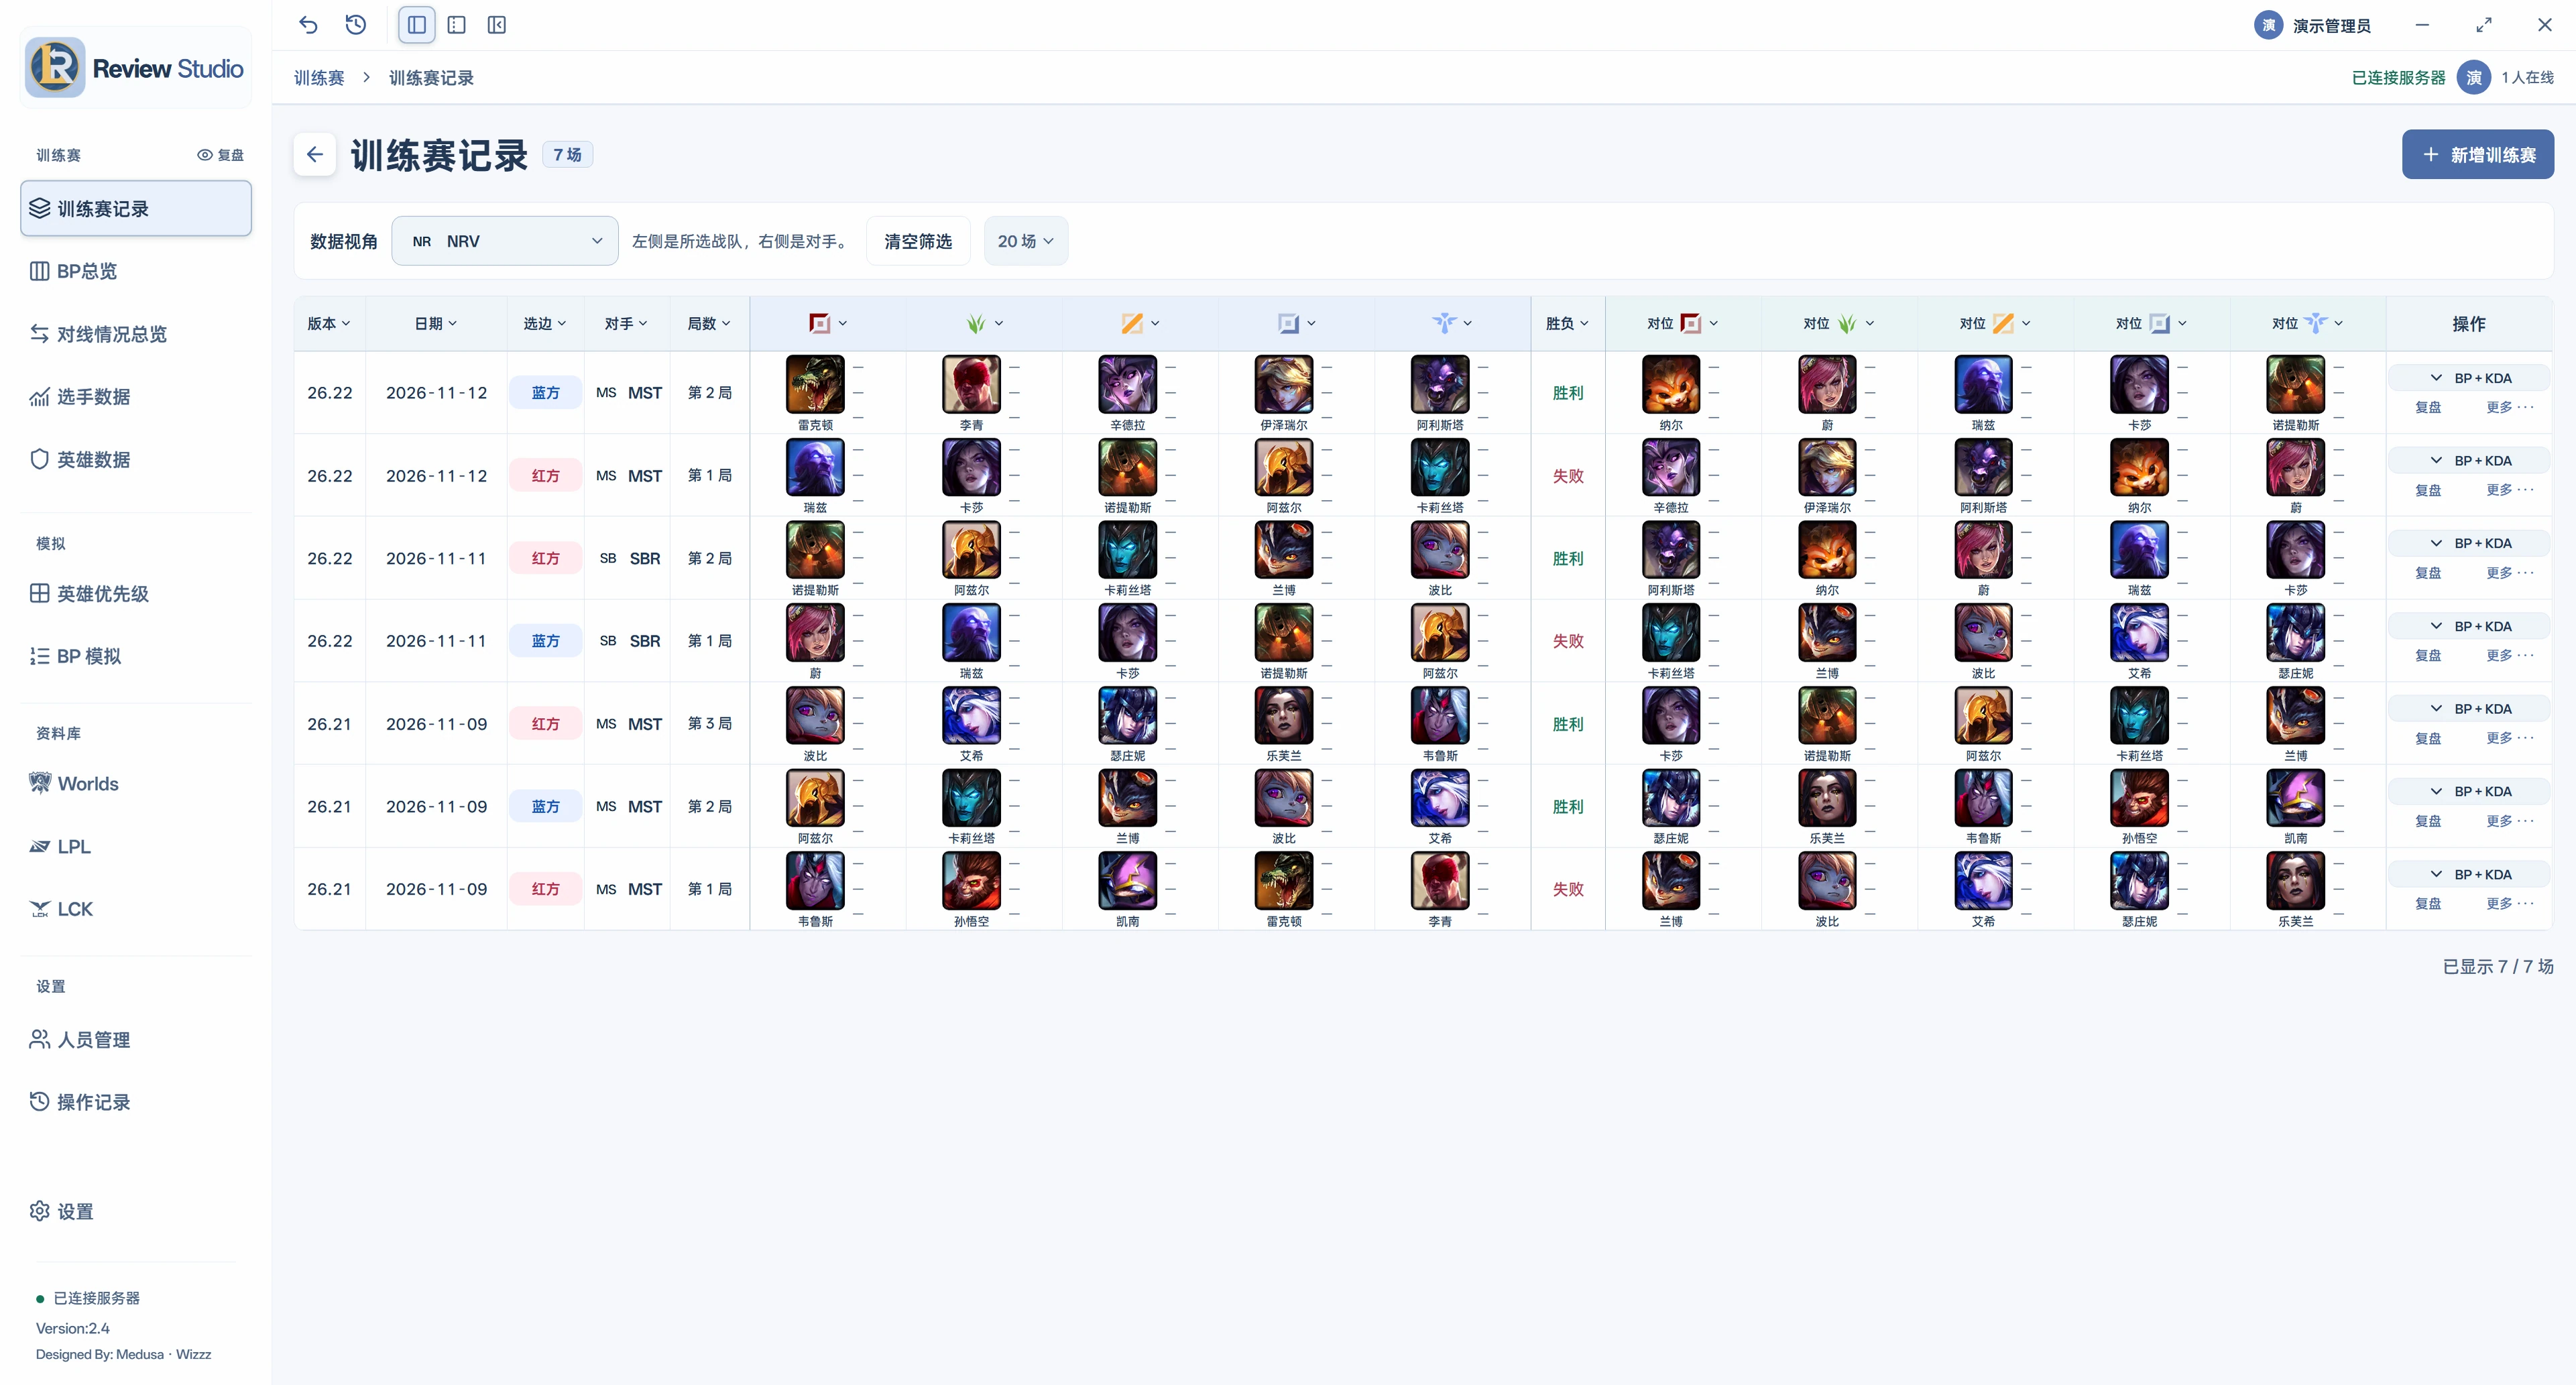 演 演示管理员
Review Studio
训练赛 > 训练赛记录
已连接服务器 演 1人在线
训练赛 复盘
训练赛记录
BP总览
对线情况总览
选手数据
英雄数据
模拟
英雄优先级
BP 模拟
资料库
Worlds
LPL
LCK
设置
人员管理
操作记录
设置
已连接服务器
Version:2.4
Designed By: Medusa · Wizzz
训练赛记录 7 场
+ 新增训练赛
数据视角 NR NRV 左侧是所选战队，右侧是对手。 清空筛选 20 场
版本 日期 选边 对手 局数 胜负 对位 对位 对位 对位 对位 操作
26.22 2026-11-12 蓝方 MS MST 第 2 局 — — — 胜利 — — — BP + KDA
复盘 更多 ···
雷克顿 李青 辛德拉 伊泽瑞尔 阿利斯塔 纳尔 蔚 瑞兹 卡莎 诺提勒斯
26.22 2026-11-12 红方 MS MST 第 1 局 — — — 失败 — — — BP + KDA
复盘 更多 ···
瑞兹 卡莎 诺提勒斯 阿兹尔 卡莉丝塔 辛德拉 伊泽瑞尔 阿利斯塔 纳尔 蔚
26.22 2026-11-11 红方 SB SBR 第 2 局 — — — 胜利 — — — BP + KDA
复盘 更多 ···
诺提勒斯 阿兹尔 卡莉丝塔 兰博 波比 阿利斯塔 纳尔 蔚 瑞兹 卡莎
26.22 2026-11-11 蓝方 SB SBR 第 1 局 — — — 失败 — — — BP + KDA
复盘 更多 ···
蔚 瑞兹 卡莎 诺提勒斯 阿兹尔 卡莉丝塔 兰博 波比 艾希 瑟庄妮
26.21 2026-11-09 红方 MS MST 第 3 局 — — — 胜利 — — — BP + KDA
复盘 更多 ···
波比 艾希 瑟庄妮 乐芙兰 韦鲁斯 卡莎 诺提勒斯 阿兹尔 卡莉丝塔 兰博
26.21 2026-11-09 蓝方 MS MST 第 2 局 — — — 胜利 — — — BP + KDA
复盘 更多 ···
阿兹尔 卡莉丝塔 兰博 波比 艾希 瑟庄妮 乐芙兰 韦鲁斯 孙悟空 凯南
26.21 2026-11-09 红方 MS MST 第 1 局 — — — 失败 — — — BP + KDA
复盘 更多 ···
韦鲁斯 孙悟空 凯南 雷克顿 李青 兰博 波比 艾希 瑟庄妮 乐芙兰
已显示 7 / 7 场